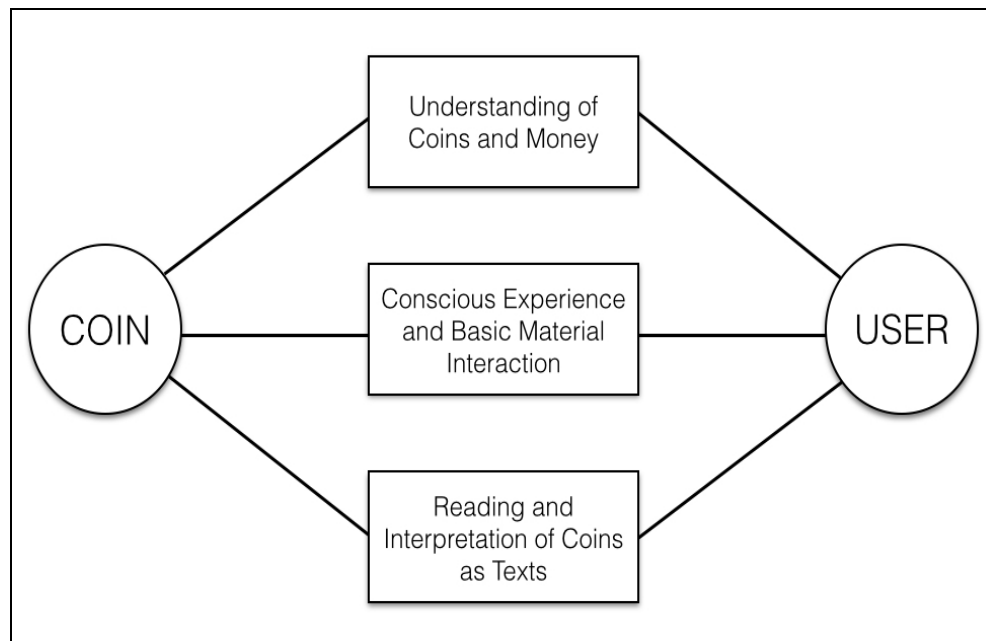 Understanding of
Coins and Money
COIN
Conscious Experience
and Basic Material
Interaction
USER
Reading and
Interpretation of Coins
as Texts